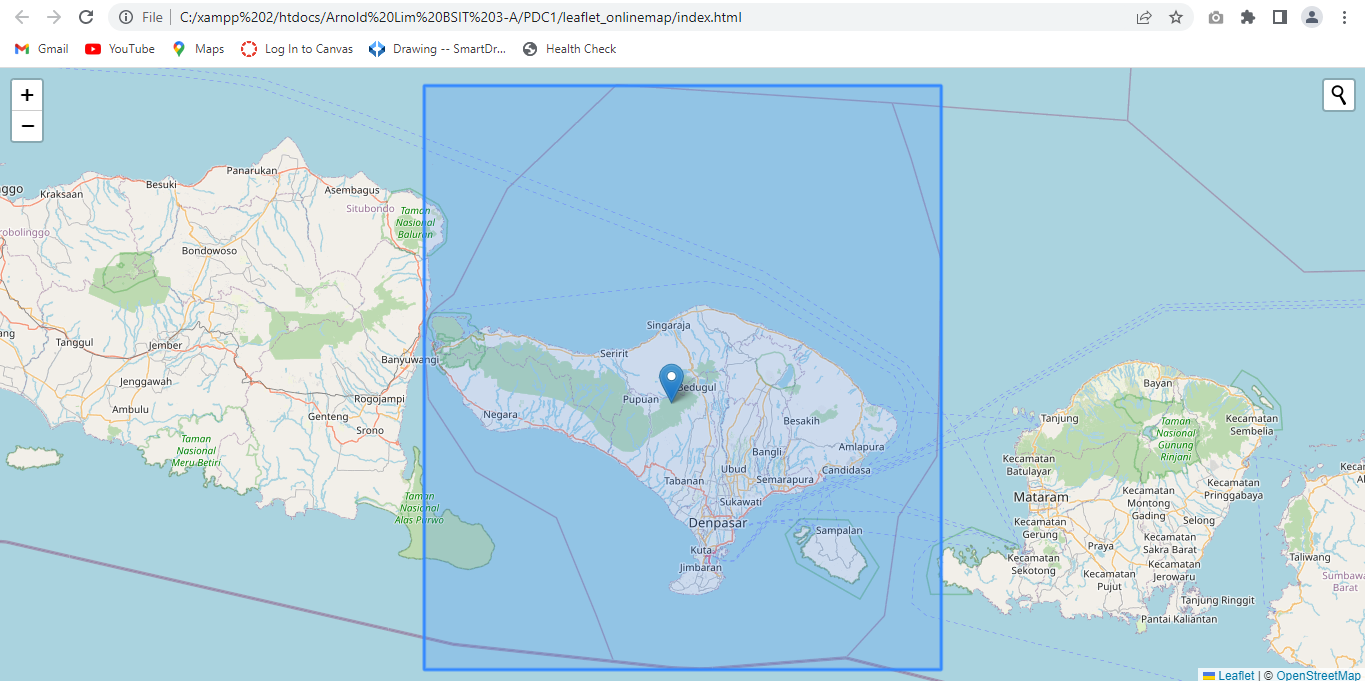 File | C:/xampp%202/htdocs/Arnold%20Lim%20BSIT%203-A/PDC1/leaflet_onlinemap/index.html
Gmail YouTube Maps Log In to Canvas Drawing -- SmartDr... Health Check
+
−
Panarukan
Besuki
Asembagus
ggo
Kraksaan
Situbondo
Taman
Nasional
Baluran
robolinggo
Bondowoso
Singaraja
ang
Tanggul
Jember
Seririt
Banyuwangi
Jenggawah
Bedugul
Bayan
Rogojampi
Pupuan
Ambulu
Genteng
Negara
Besakih
Tanjung
Kecamatan
Sembelia
Srono
Taman
Nasional
Gunung
Rinjani
Taman
Nasional
Meru Betiri
Amlapura
Bangli
Kecamatan
Batulayar
Ubud
Candidasa
Tabanan
Semarapura
Kecamatan
Pringgabaya
Taman
Nasional
Alas Purwo
Sukawati
Mataram
Kecamatan
Montong
Gading
Denpasar
Kecamatan
Gerung
Selong
Sampalan
Kuta
Praya
Kecamatan
Sakra Barat
Taliwang
Jimbaran
Kecamatan
Sekotong
Kecamatan
Jerowaru
Kecamatan
Pujut
Sumbawa
Barat
Tanjung Ringgit
Pantai Kaliantan
Leaflet | © OpenStreetMap